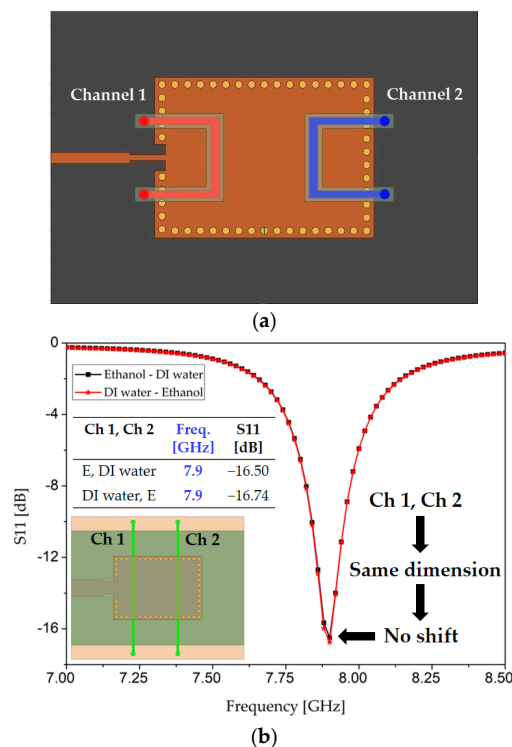 Channel 1
Channel 2
(a)
0
-4
-8
-12
-16
S11 [dB]
Ethanol - DI water
DI water - Ethanol
Ch 1, Ch 2 Freq. [GHz] S11 [dB]
E, DI water 7.9 −16.50
DI water, E 7.9 −16.74
Ch 1 Ch 2
Ch 1, Ch 2
Same dimension
No shift
7.00 7.25 7.50 7.75 8.00 8.25 8.50
Frequency [GHz]
(b)